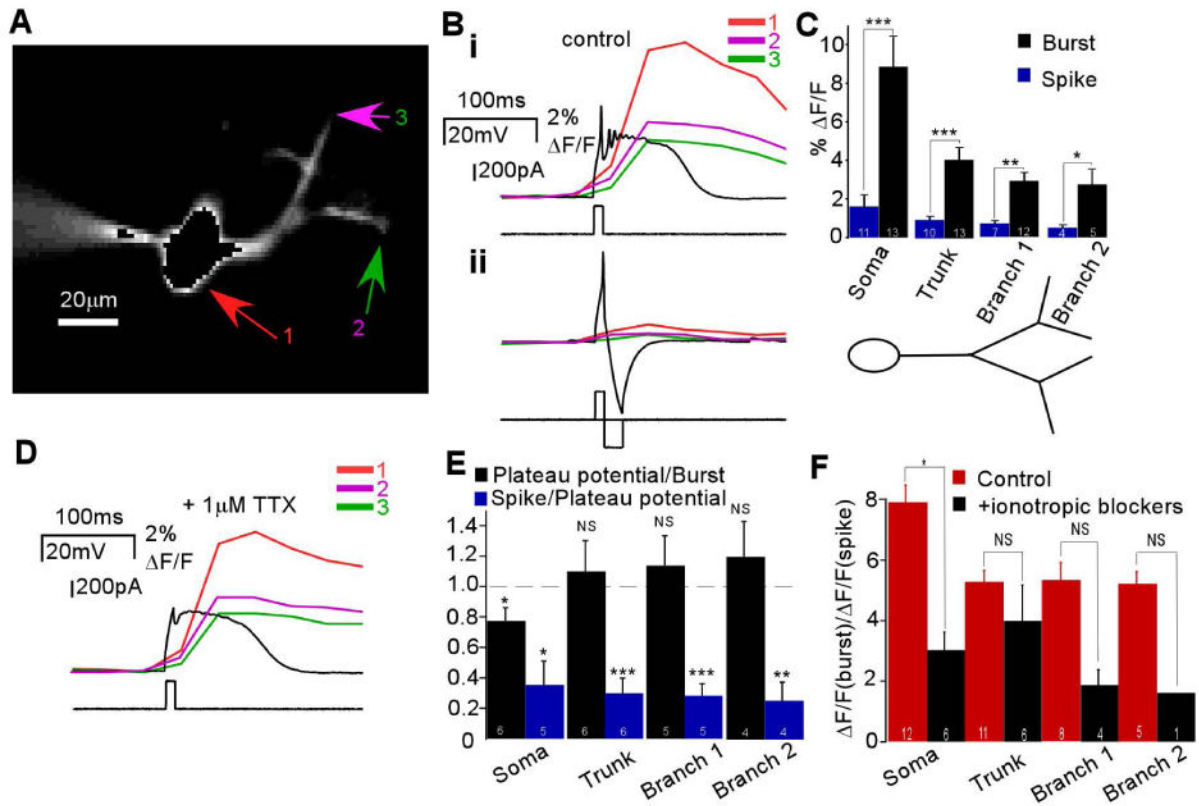 A
3
2
1
20μm
B
i
control
1
2
3
100ms
20mV
2%
ΔF/F
200pA
ii
C
% ΔF/F
10
8
6
4
2
0
Burst
Spike
***
***
**
*
11
13
10
13
7
12
4
5
Soma
Trunk
Branch 1
Branch 2
D
+ 1μM TTX
1
2
3
100ms
20mV
2%
ΔF/F
200pA
E
Plateau potential/Burst
Spike/Plateau potential
1.4
1.2
1.0
0.8
0.6
0.4
0.2
0
*
*
NS
***
NS
***
NS
**
6
5
6
6
5
5
4
4
Soma
Trunk
Branch 1
Branch 2
F
Control
+ionotropic blockers
ΔF/F(burst)/ΔF/F(spike)
8
6
4
2
0
*
NS
NS
NS
12
6
11
6
8
4
5
1
Soma
Trunk
Branch 1
Branch 2